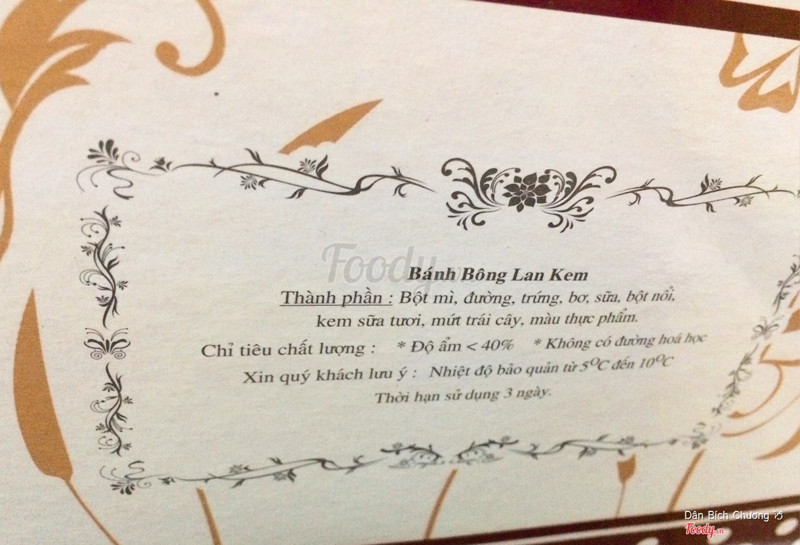 Foody.vn
Bánh Bông Lan Kem
Thành phần : Bột mì, đường, trứng, bơ, sữa, bột nổi,
kem sữa tươi, mứt trái cây, màu thực phẩm.
Chỉ tiêu chất lượng : * Độ ẩm < 40% * Không có đường hoá học
Xin quý khách lưu ý : Nhiệt độ bảo quản từ 5⁰C đến 10⁰C
Thời hạn sử dụng 3 ngày.
Dân Bích Chương
Foody.vn